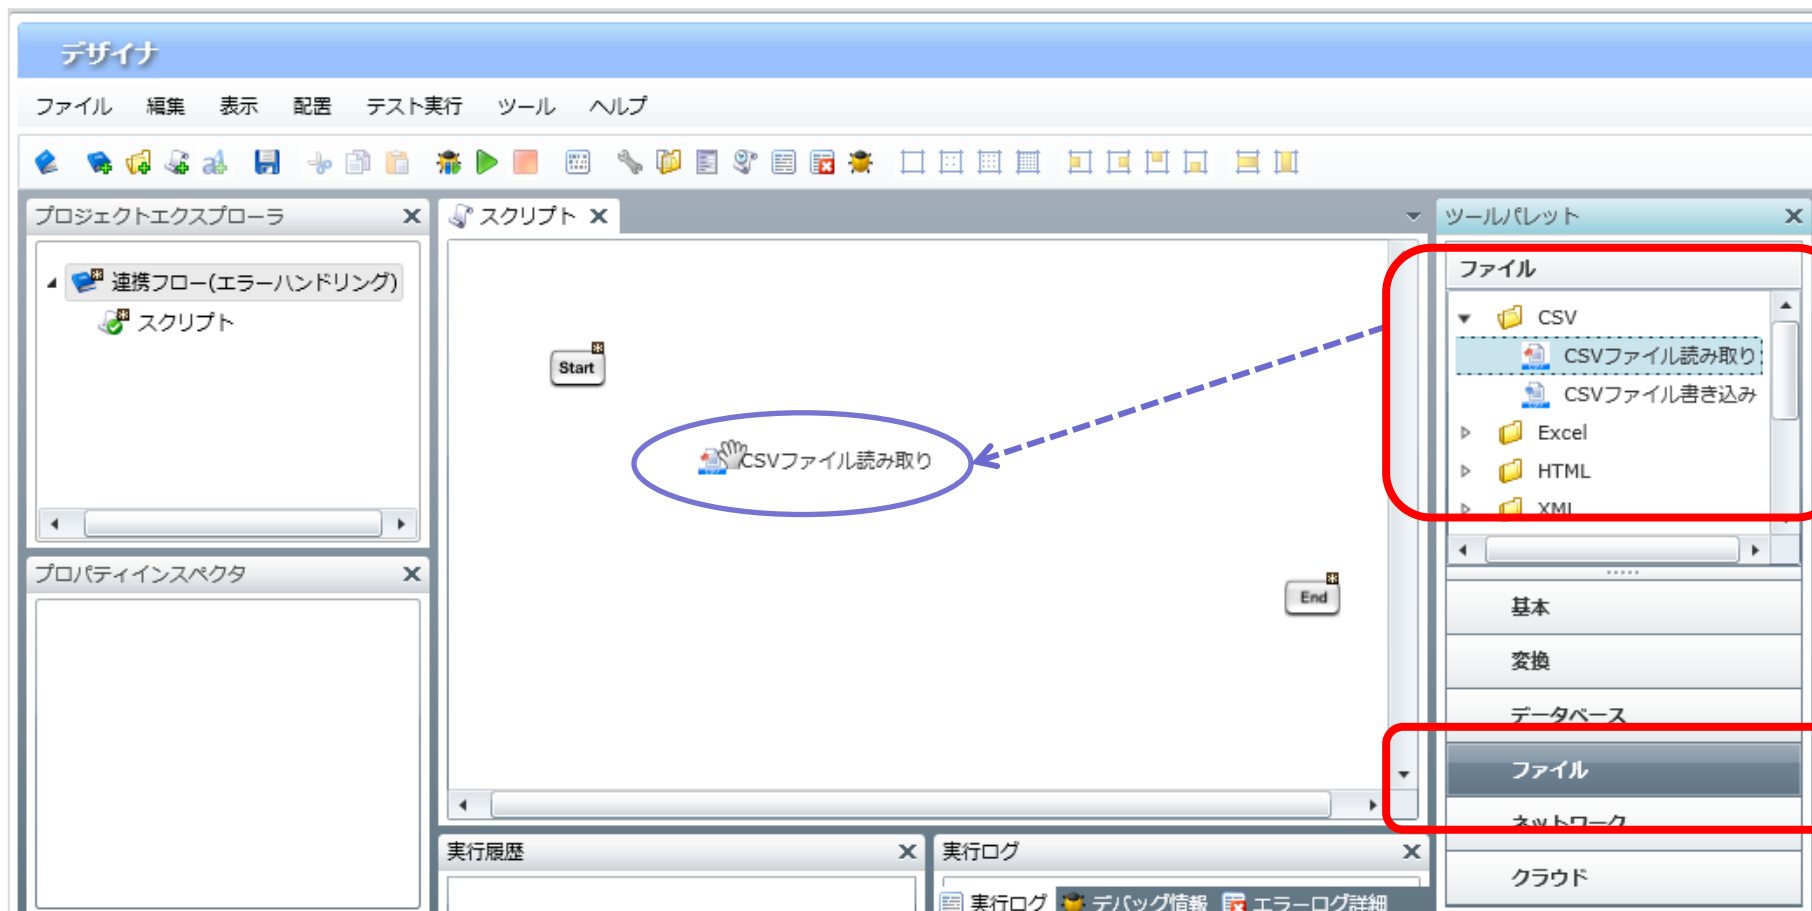 デザイナ
ファイル 編集 表示 配置 テスト実行 ツール ヘルプ
プロジェクトエクスプローラ
連携フロー(エラーハンドリング)
スクリプト
プロパティインスペクタ
スクリプト
Start
CSVファイル読み取り
End
実行履歴
実行ログ
実行ログ デバッグ情報 エラーログ詳細
ツールパレット
ファイル
CSV
CSVファイル読み取り
CSVファイル書き込み
Excel
HTML
XML
基本
変換
データベース
ファイル
ネットワーク
クラウド